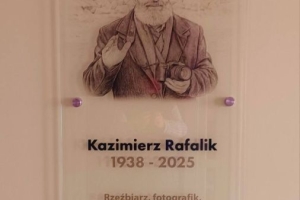 Kazimierz Rafalik
1938 - 2025
Rzeźbiarz, fotografik,